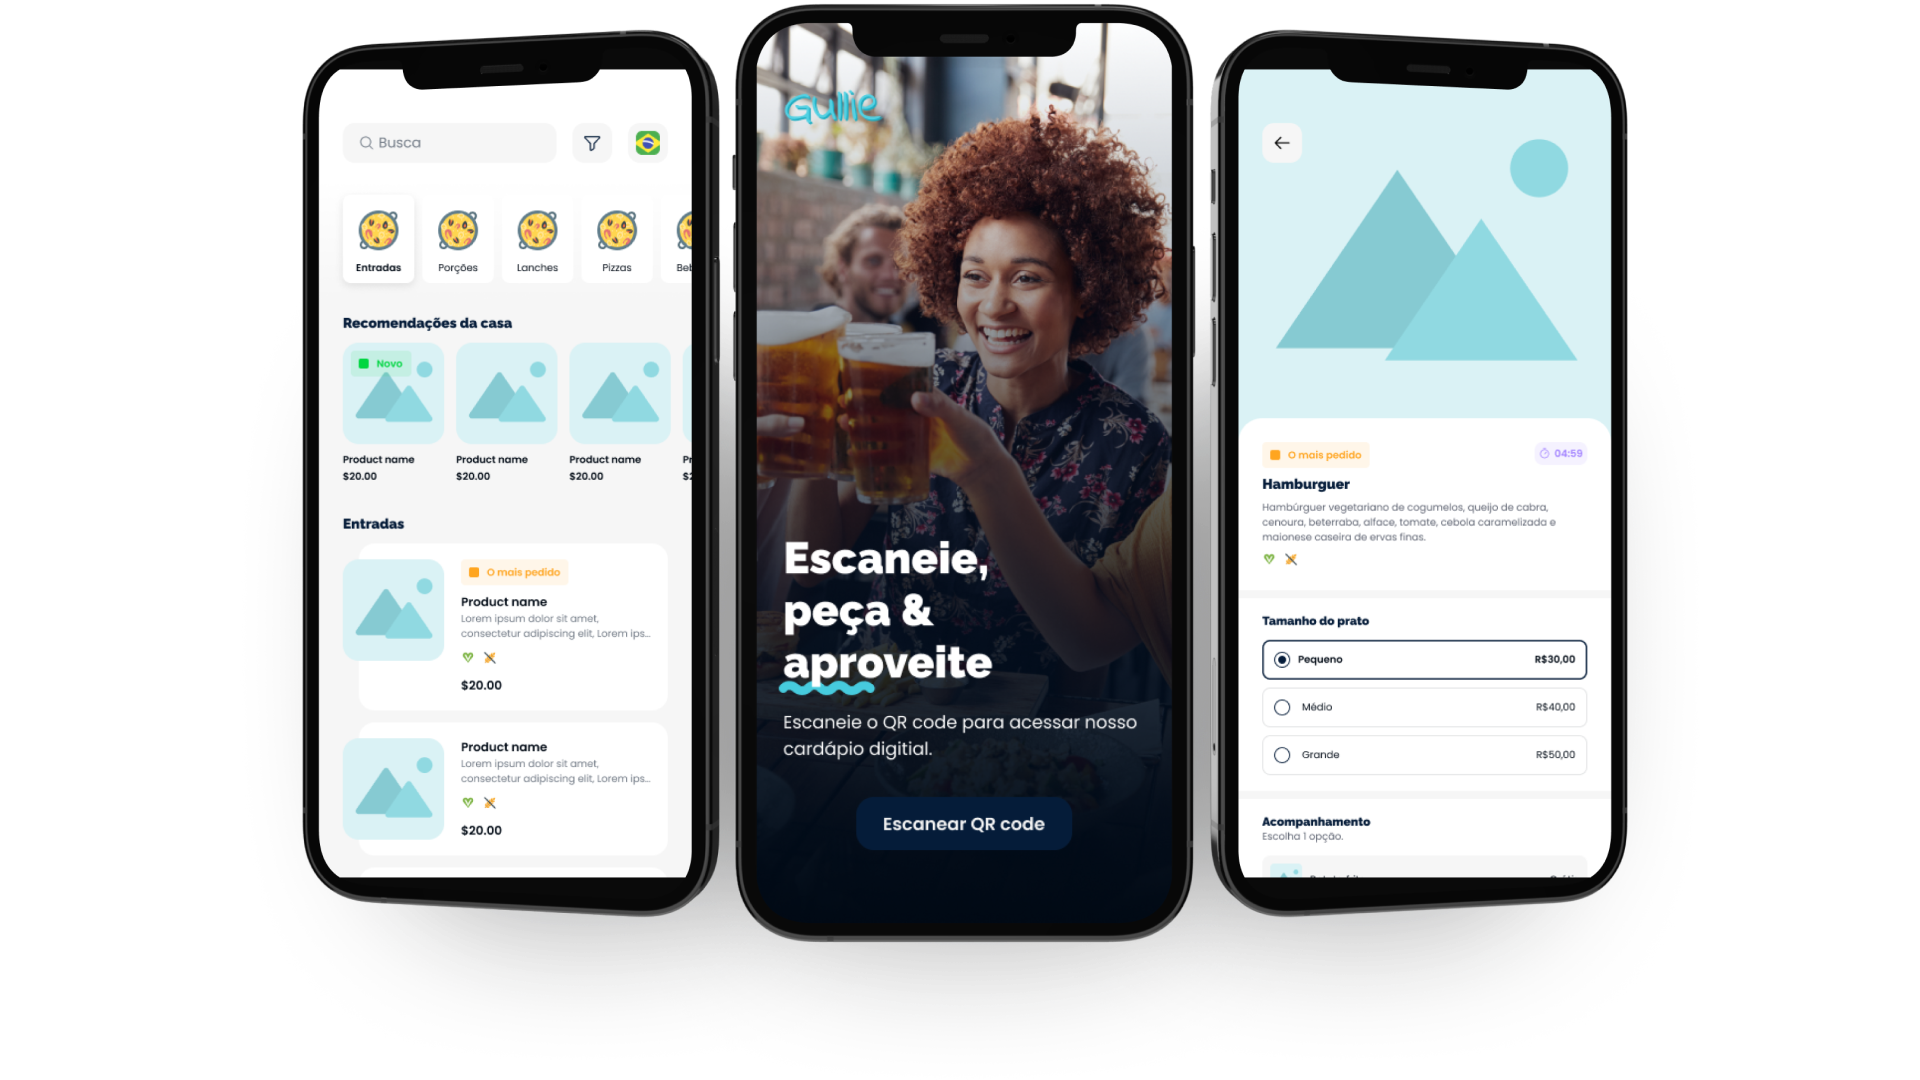 Busca
Entradas
Porções
Lanches
Pizzas
Recomendações da casa
Novo
Product name
$20.00
Product name
$20.00
Product name
$20.00
Entradas
O mais pedido
Product name
Lorem ipsum dolor sit amet,
consectetur adipiscing elit, Lorem ips...
$20.00
Product name
Lorem ipsum dolor sit amet,
consectetur adipiscing elit, Lorem ips...
$20.00
Gullie
Escaneie,
peça &
aproveite
Escaneie o QR code para acessar nosso
cardápio digitial.
Escanear QR code
O mais pedido
04:59
Hamburguer
Hambúrguer vegetariano de cogumelos, queijo de cabra,
cenoura, beterraba, alface, tomate, cebola caramelizada e
maionese caseira de ervas finas.
Tamanho do prato
Pequeno R$30,00
Médio R$40,00
Grande R$50,00
Acompanhamento
Escolha 1 opção.